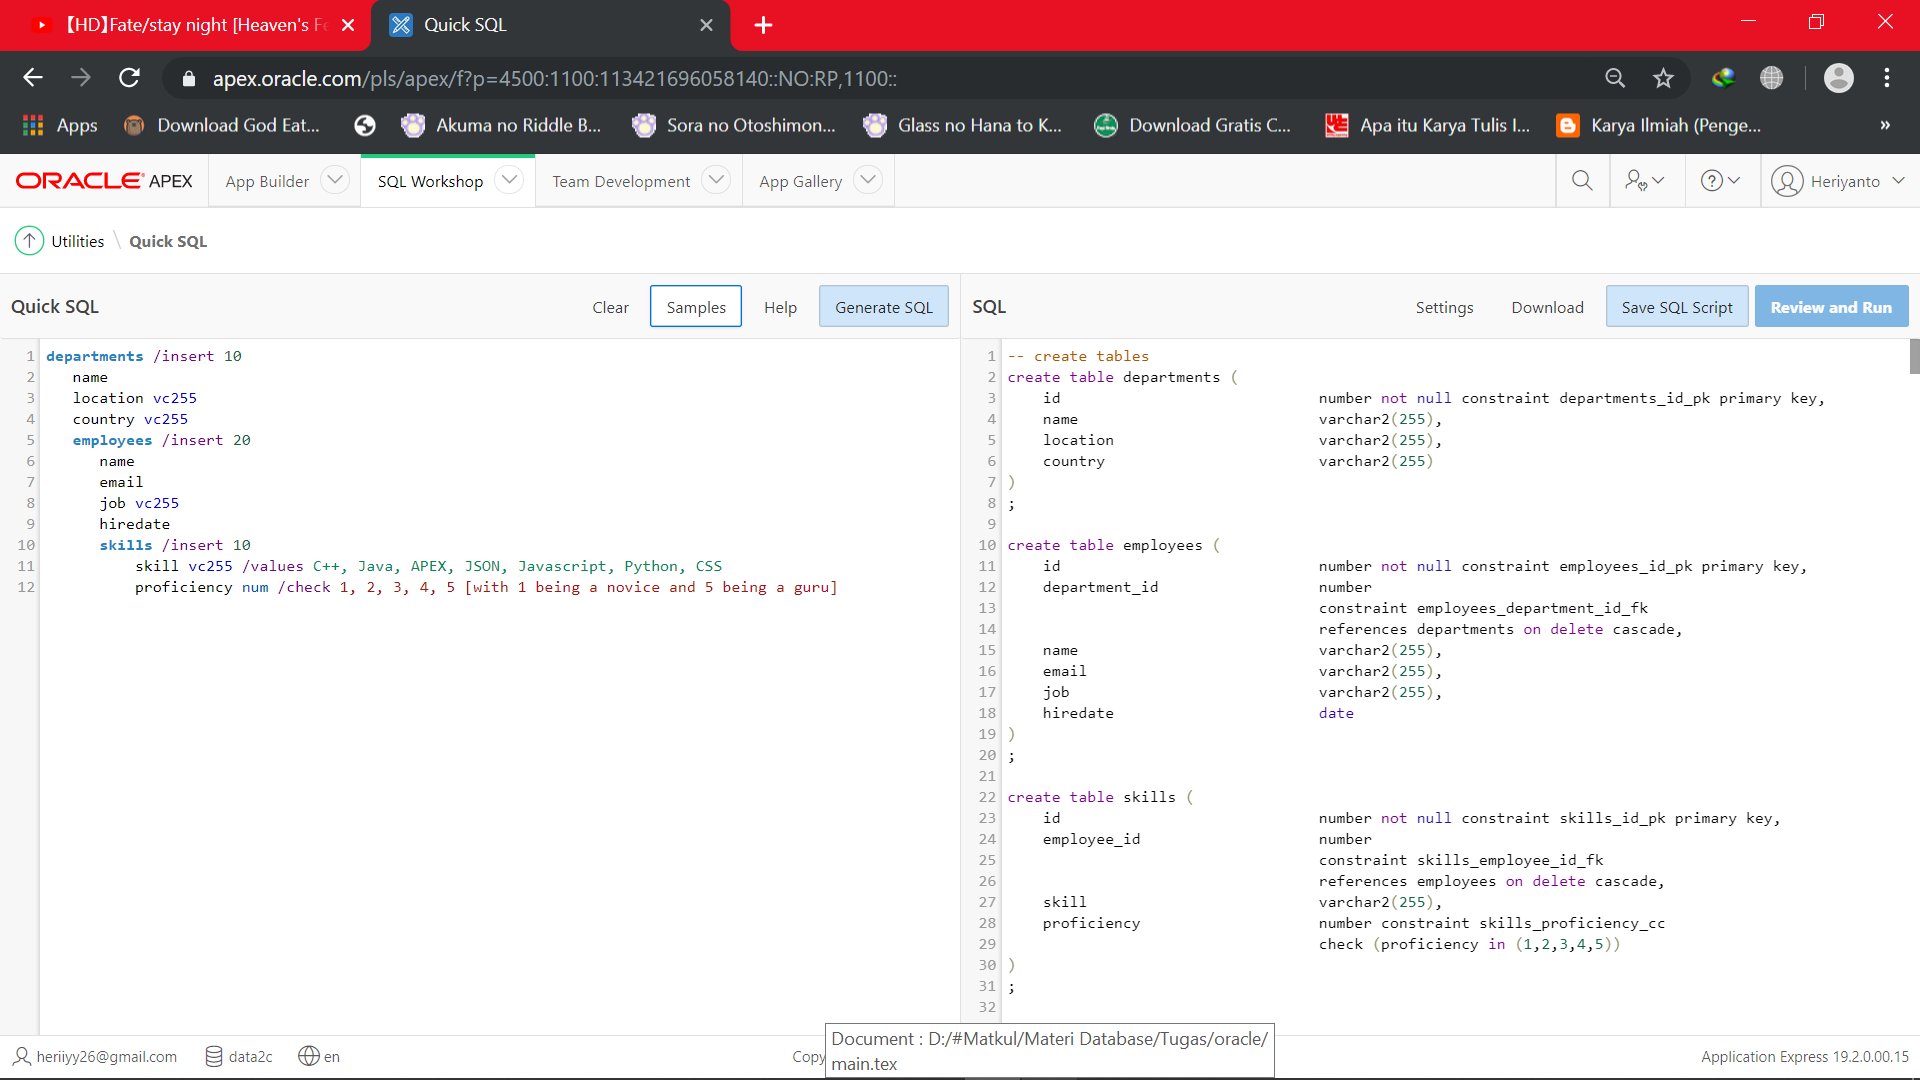 【HD】Fate/stay night [Heaven's Fe
Quick SQL
apex.oracle.com/pls/apex/f?p=4500:1100:113421696058140::NO:RP,1100::
Apps
Download God Eat...
Akuma no Riddle B...
Sora no Otoshimon...
Glass no Hana to K...
Download Gratis C...
Apa itu Karya Tulis I...
Karya Ilmiah (Penge...
»
ORACLE APEX
App Builder
SQL Workshop
Team Development
App Gallery
Heriyanto
Utilities \ Quick SQL
Quick SQL
Clear
Samples
Help
Generate SQL
SQL
Settings
Download
Save SQL Script
Review and Run
1 departments /insert 10
2 name
3 location vc255
4 country vc255
5 employees /insert 20
6 name
7 email
8 job vc255
9 hiredate
10 skills /insert 10
11 skill vc255 /values C++, Java, APEX, JSON, Javascript, Python, CSS
12 proficiency num /check 1, 2, 3, 4, 5 [with 1 being a novice and 5 being a guru]
1 -- create tables
2 create table departments (
3 id number not null constraint departments_id_pk primary key,
4 name varchar2(255),
5 location varchar2(255),
6 country varchar2(255)
7 )
8 ;
9
10 create table employees (
11 id number not null constraint employees_id_pk primary key,
12 department_id number
13 constraint employees_department_id_fk
14 references departments on delete cascade,
15 name varchar2(255),
16 email varchar2(255),
17 job varchar2(255),
18 hiredate date
19 )
20 ;
21
22 create table skills (
23 id number not null constraint skills_id_pk primary key,
24 employee_id number
25 constraint skills_employee_id_fk
26 references employees on delete cascade,
27 skill varchar2(255),
28 proficiency number constraint skills_proficiency_cc
29 check (proficiency in (1,2,3,4,5))
30 )
31 ;
32
heriiyy26@gmail.com
data2c
en
Copy
Document : D:/#Matkul/Materi Database/Tugas/oracle/
main.tex
Application Express 19.2.0.00.15